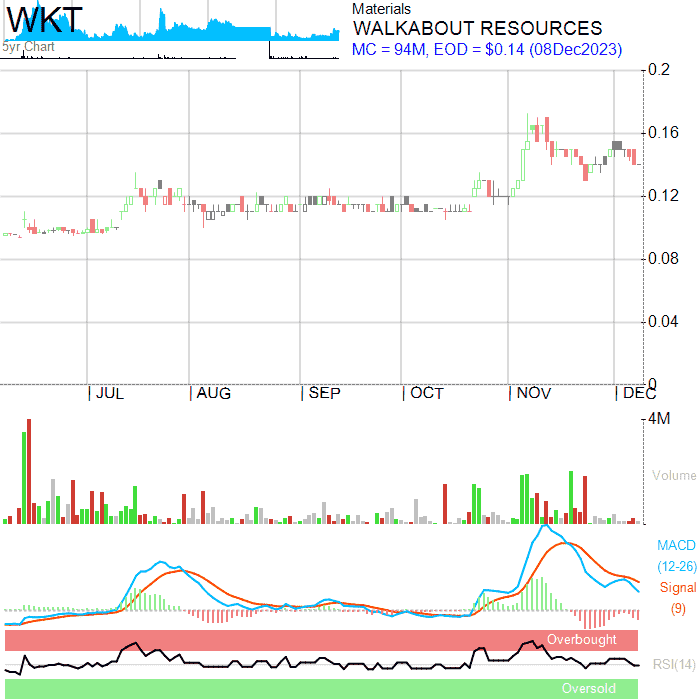 WKT
5yr Chart
Materials
WALKABOUT RESOURCES
MC = 94M, EOD = $0.14 (08Dec2023)
0.2
0.16
0.12
0.08
0.04
0
JUL AUG SEP OCT NOV DEC
4M
Volume
MACD
(12-26)
Signal
(9)
Overbought
RSI(14)
Oversold